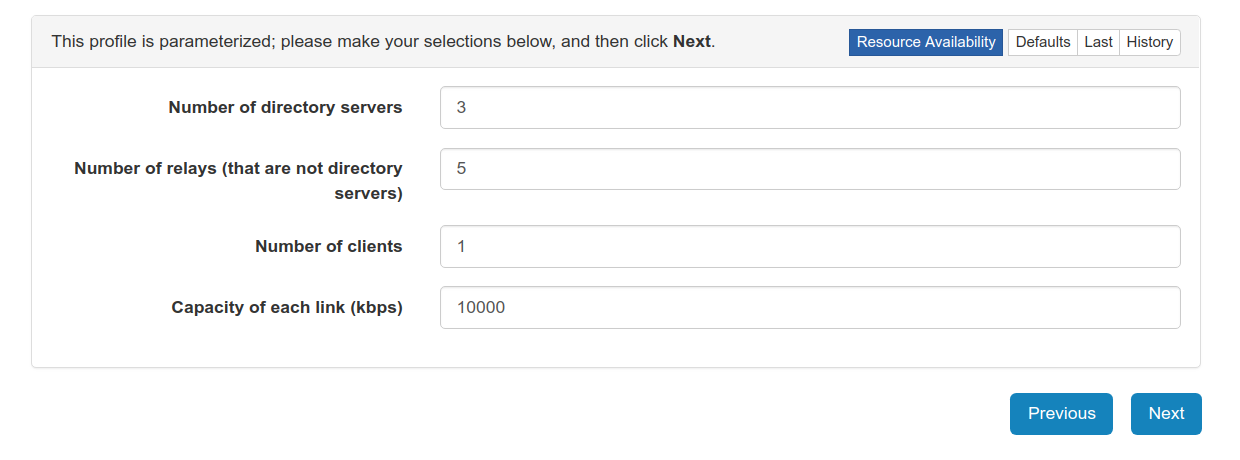 This profile is parameterized; please make your selections below, and then click Next.
Resource Availability Defaults Last History
Number of directory servers 3
Number of relays (that are not directory 5
servers)
Number of clients 1
Capacity of each link (kbps) 10000
Previous Next